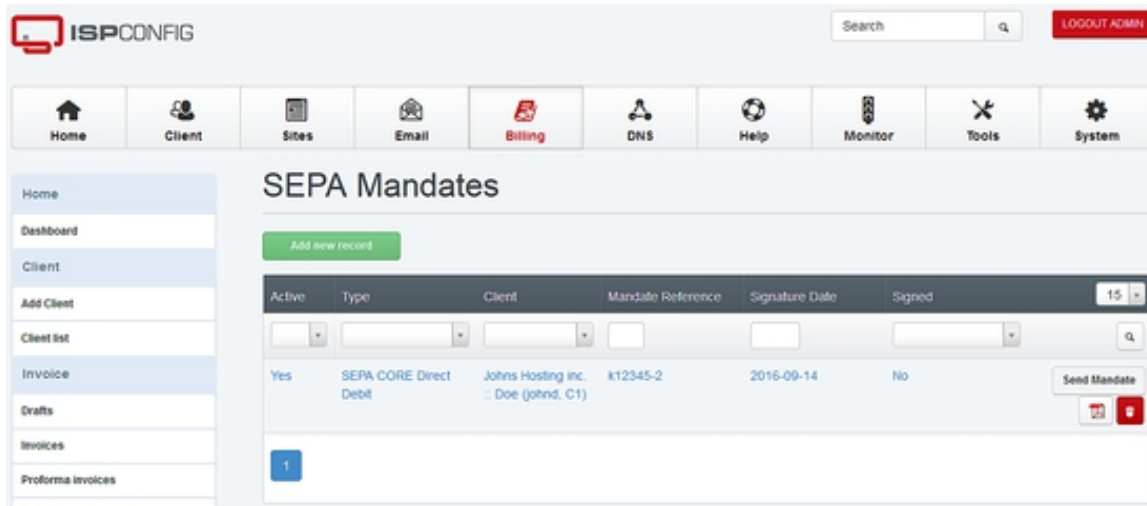 ISPCONFIG
Search
LOGOUT ADMIN
Home Client Sites Email Billing DNS Help Monitor Tools System
Home
Dashboard
Client
Add Client
Client list
Invoice
Drafts
Invoices
Proforma invoices
SEPA Mandates
Add new record
Active Type Client Mandate Reference Signature Date Signed 15
Yes SEPA CORE Direct Johns Hosting inc. k12345-2 2016-09-14 No Send Mandate
Debit :: Doe (johnd, C1)
1